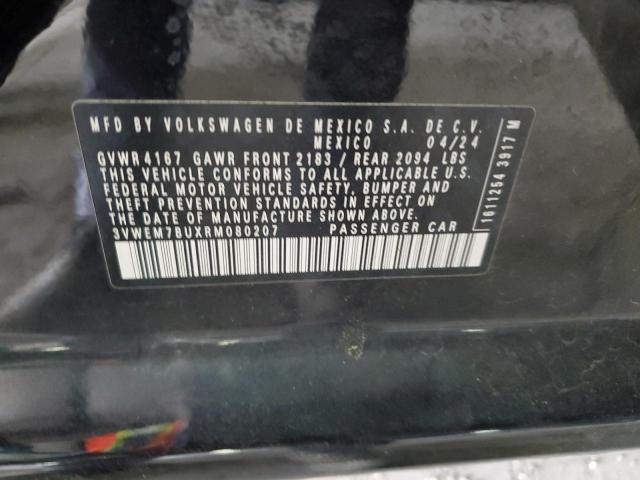 MFD BY VOLKSWAGEN DE MEXICO S.A. DE C.V.
MEXICO 04/24
GVWR4167 GAWR FRONT 2183 / REAR 2094 LBS
THIS VEHICLE CONFORMS TO ALL APPLICABLE U.S.
FEDERAL MOTOR VEHICLE SAFETY, BUMPER AND
THEFT PREVENTION STANDARDS IN EFFECT ON
THE DATE OF MANUFACTURE SHOWN ABOVE.
3VWEM7BUXRM080207 PASSENGER CAR
1611254 3917 M